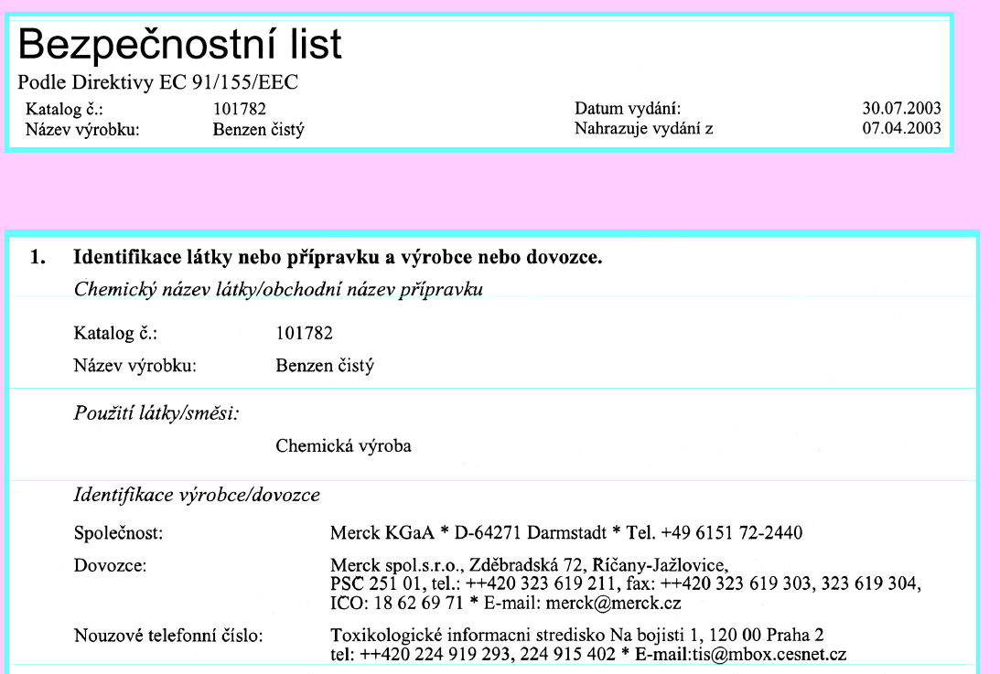 Bezpečnostní list
Podle Direktivy EC 91/155/EEC
Katalog č.: 101782 Datum vydání: 30.07.2003
Název výrobku: Benzen čistý Nahrazuje vydání z 07.04.2003
1. Identifikace látky nebo přípravku a výrobce nebo dovozce.
Chemický název látky/obchodní název přípravku
Katalog č.: 101782
Název výrobku: Benzen čistý
Použití látky/směsi:
Chemická výroba
Identifikace výrobce/dovozce
Společnost: Merck KGaA * D-64271 Darmstadt * Tel. +49 6151 72-2440
Dovozce: Merck spol.s.r.o., Zděbradská 72, Říčany-Jažlovice,
PSČ 251 01, tel.: ++420 323 619 211, fax: ++420 323 619 303, 323 619 304,
IČO: 18 62 69 71 * E-mail: merck@merck.cz
Nouzové telefonní číslo: Toxikologické informacni stredisko Na bojisti 1, 120 00 Praha 2
tel: ++420 224 919 293, 224 915 402 * E-mail:tis@mbox.cesnet.cz